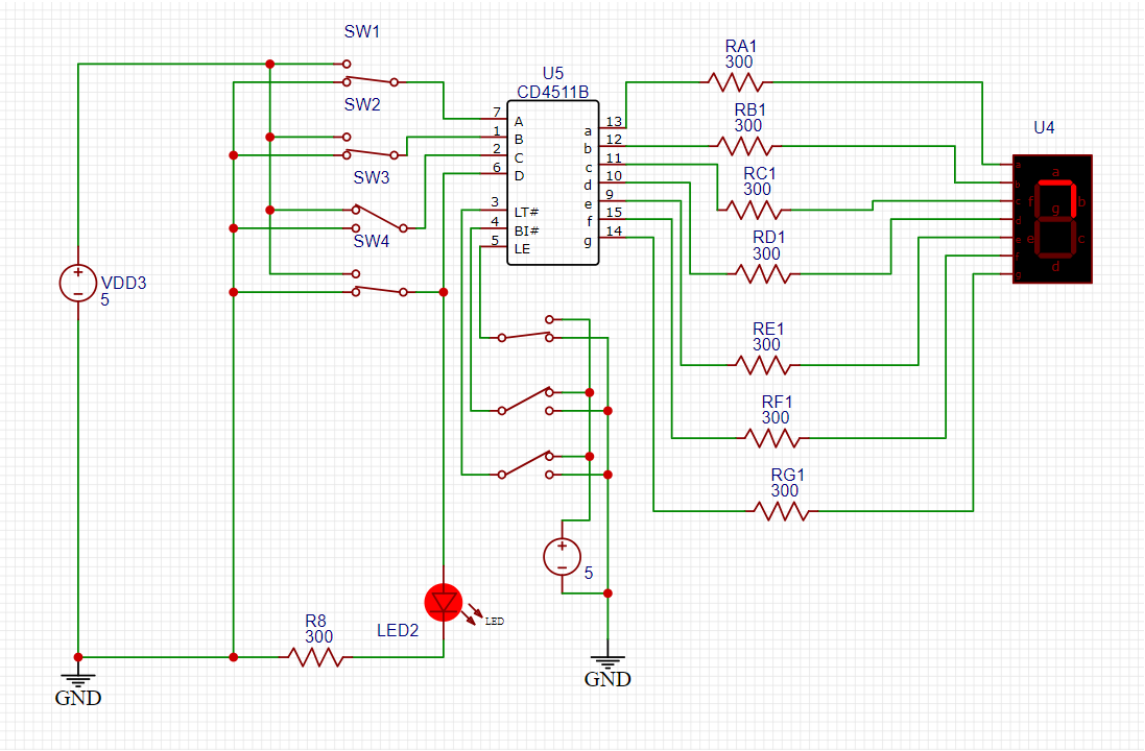 SW1
SW2
SW3
SW4
VDD3
5
U5
CD4511B
7 A
1 B
2 C
6 D
3 LT#
4 BI#
5 LE
a 13
b 12
c 11
d 10
e 9
f 15
g 14
RA1
300
RB1
300
RC1
300
RD1
300
RE1
300
RF1
300
RG1
300
U4
a
b
c
d
e
f
g
a
f b
g
e c
d
5
LED2
LED
R8
300
GND
GND